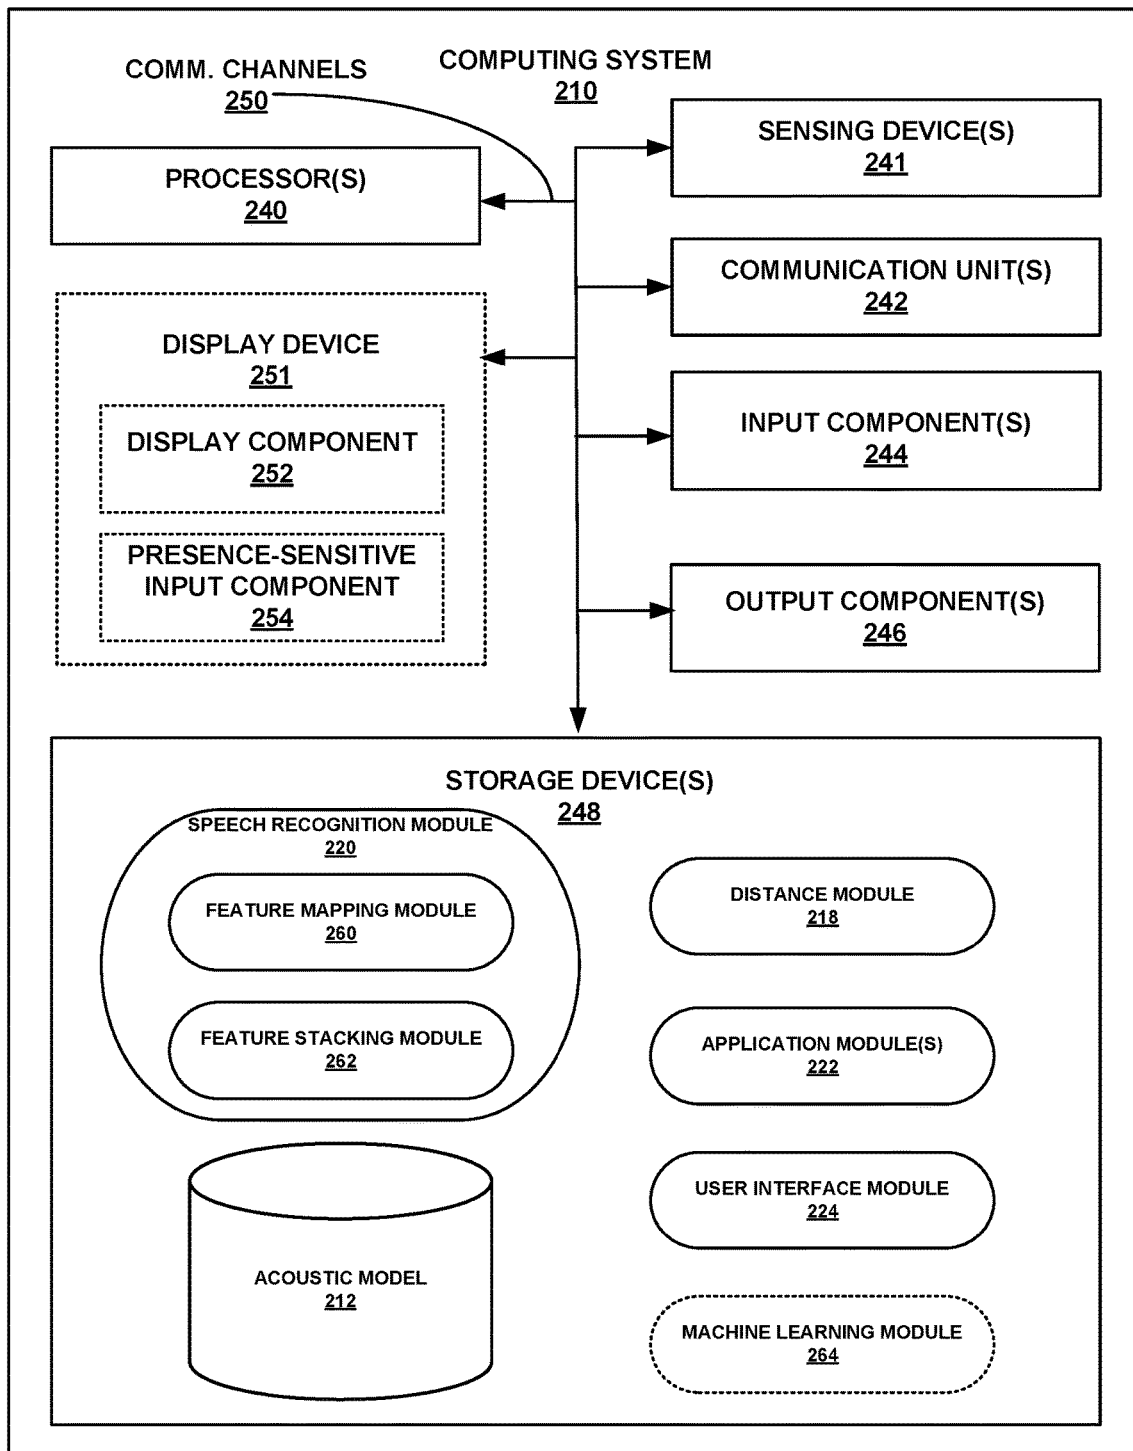 COMM. CHANNELS
250
COMPUTING SYSTEM
210
PROCESSOR(S)
240
SENSING DEVICE(S)
241
COMMUNICATION UNIT(S)
242
DISPLAY DEVICE
251
DISPLAY COMPONENT
252
PRESENCE-SENSITIVE
INPUT COMPONENT
254
INPUT COMPONENT(S)
244
OUTPUT COMPONENT(S)
246
STORAGE DEVICE(S)
248
SPEECH RECOGNITION MODULE
220
FEATURE MAPPING MODULE
260
FEATURE STACKING MODULE
262
ACOUSTIC MODEL
212
DISTANCE MODULE
218
APPLICATION MODULE(S)
222
USER INTERFACE MODULE
224
MACHINE LEARNING MODULE
264